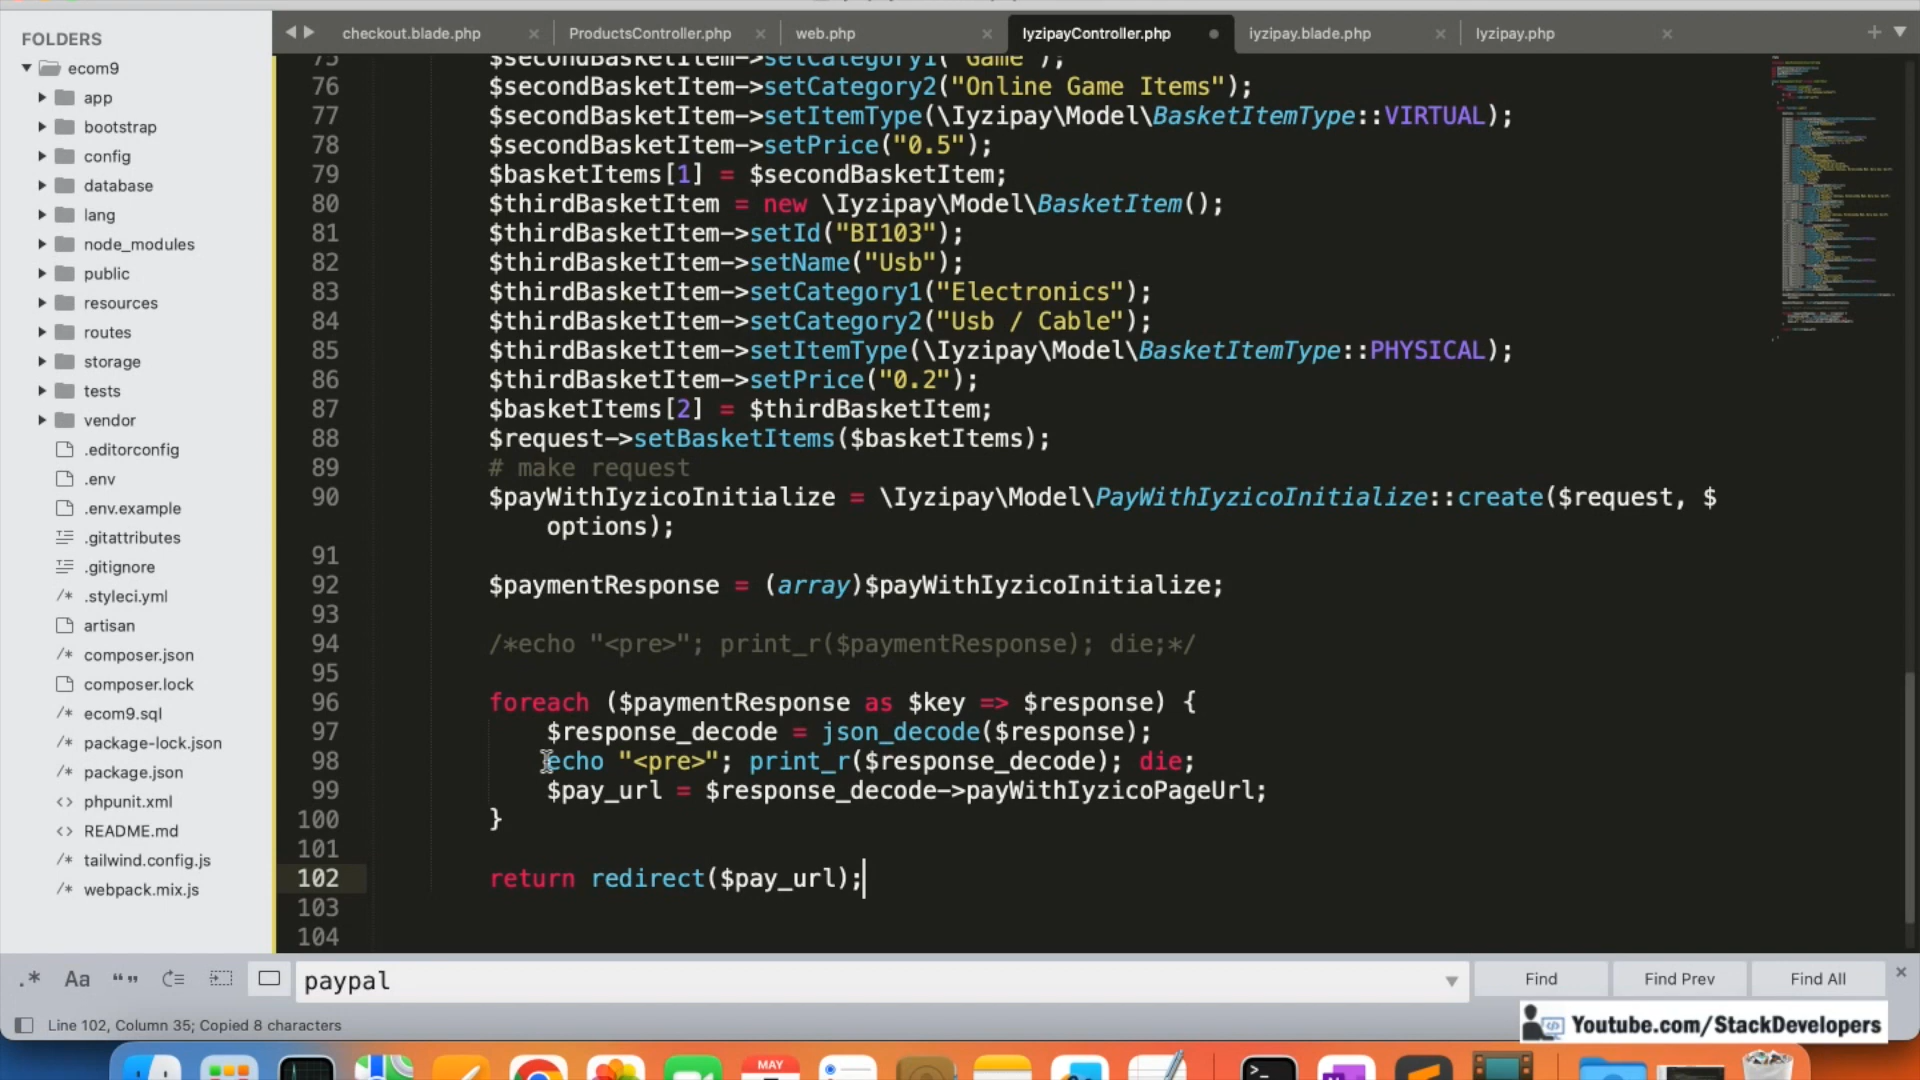 FOLDERS
ecom9
app
bootstrap
config
database
lang
node_modules
public
resources
routes
storage
tests
vendor
.editorconfig
.env
.env.example
.gitattributes
.gitignore
.styleci.yml
artisan
composer.json
composer.lock
ecom9.sql
package-lock.json
package.json
phpunit.xml
README.md
tailwind.config.js
webpack.mix.js
checkout.blade.php
ProductsController.php
web.php
IyzipayController.php
iyzipay.blade.php
Iyzipay.php
75 $secondBasketItem->setCategory1("Game");
76 $secondBasketItem->setCategory2("Online Game Items");
77 $secondBasketItem->setItemType(\Iyzipay\Model\BasketItemType::VIRTUAL);
78 $secondBasketItem->setPrice("0.5");
79 $basketItems[1] = $secondBasketItem;
80 $thirdBasketItem = new \Iyzipay\Model\BasketItem();
81 $thirdBasketItem->setId("BI103");
82 $thirdBasketItem->setName("Usb");
83 $thirdBasketItem->setCategory1("Electronics");
84 $thirdBasketItem->setCategory2("Usb / Cable");
85 $thirdBasketItem->setItemType(\Iyzipay\Model\BasketItemType::PHYSICAL);
86 $thirdBasketItem->setPrice("0.2");
87 $basketItems[2] = $thirdBasketItem;
88 $request->setBasketItems($basketItems);
89 # make request
90 $payWithIyzicoInitialize = \Iyzipay\Model\PayWithIyzicoInitialize::create($request, $
options);
91
92 $paymentResponse = (array)$payWithIyzicoInitialize;
93
94 /*echo "<pre>"; print_r($paymentResponse); die;*/
95
96 foreach ($paymentResponse as $key => $response) {
97 $response_decode = json_decode($response);
98 echo "<pre>"; print_r($response_decode); die;
99 $pay_url = $response_decode->payWithIyzicoPageUrl;
100 }
101
102 return redirect($pay_url);
103
104
.* Aa “ ”
paypal
Find
Find Prev
Find All
Line 102, Column 35; Copied 8 characters
Youtube.com/StackDevelopers
MAY